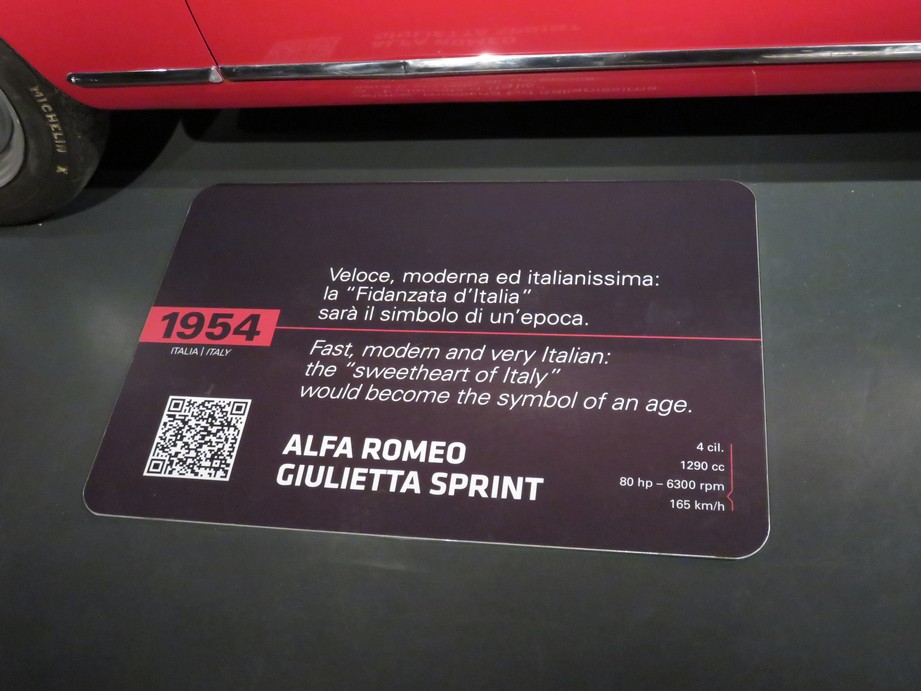 MICHELIN X
Veloce, moderna ed italianissima:
la “Fidanzata d’Italia”
sarà il simbolo di un’epoca.
1954
ITALIA | ITALY
Fast, modern and very Italian:
the “sweetheart of Italy”
would become the symbol of an age.
ALFA ROMEO
GIULIETTA SPRINT
4 cil.
1290 cc
80 hp – 6300 rpm
165 km/h